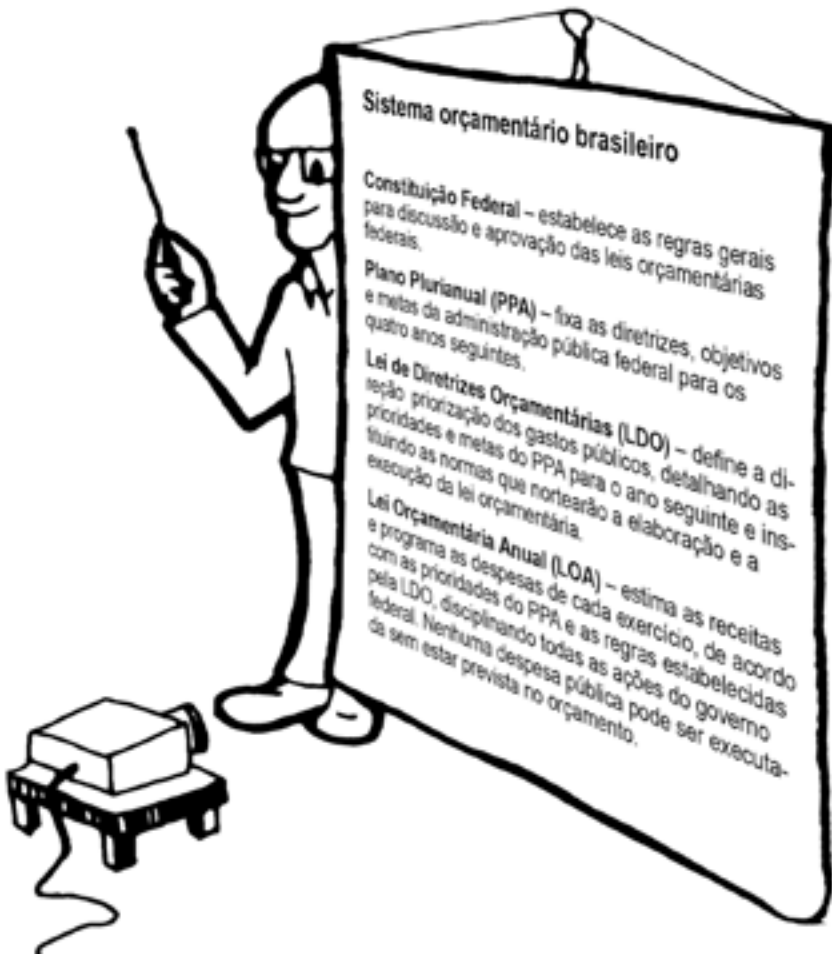 Sistema orçamentário brasileiro
Constituição Federal – estabelece as regras gerais
para discussão e aprovação das leis orçamentárias
federais.
Plano Plurianual (PPA) – fixa as diretrizes, objetivos
e metas da administração pública federal para os
quatro anos seguintes.
Lei de Diretrizes Orçamentárias (LDO) – define a di-
reção priorização dos gastos públicos, detalhando as
prioridades e metas do PPA para o ano seguinte e ins-
tituindo as normas que nortearão a elaboração e a
execução da lei orçamentária.
Lei Orçamentária Anual (LOA) – estima as receitas
e programa as despesas de cada exercício, de acordo
com as prioridades do PPA e as regras estabelecidas
pela LDO, disciplinando todas as ações do governo
federal. Nenhuma despesa pública pode ser executa-
da sem estar prevista no orçamento.